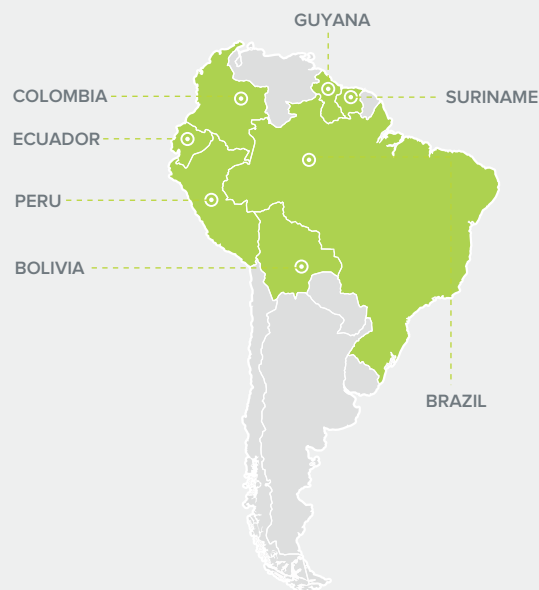 GUYANA
COLOMBIA
SURINAME
ECUADOR
PERU
BOLIVIA
BRAZIL